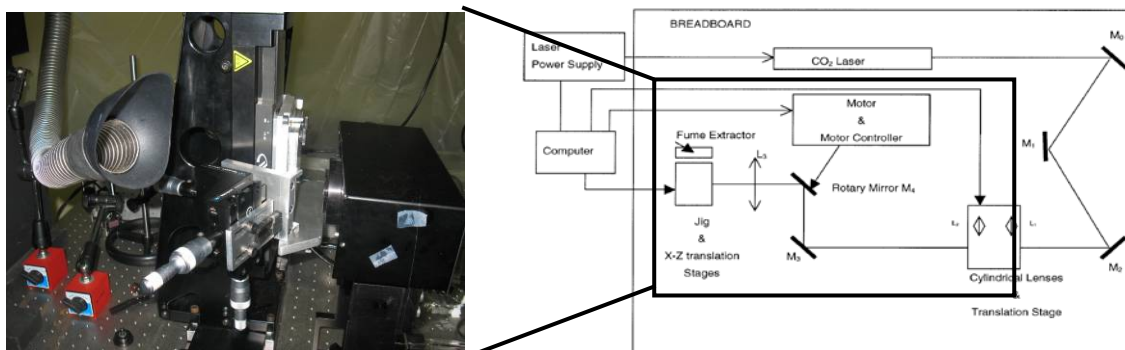 BREADBOARD
M₀
Laser
Power Supply
CO₂ Laser
Motor
&
Motor Controller
Fume Extractor
L₃
M₁
Computer
Rotary Mirror M₄
Jig
&
X-Z translation
Stages
M₃
M₂
Cylindrical Lenses
&
Translation Stage